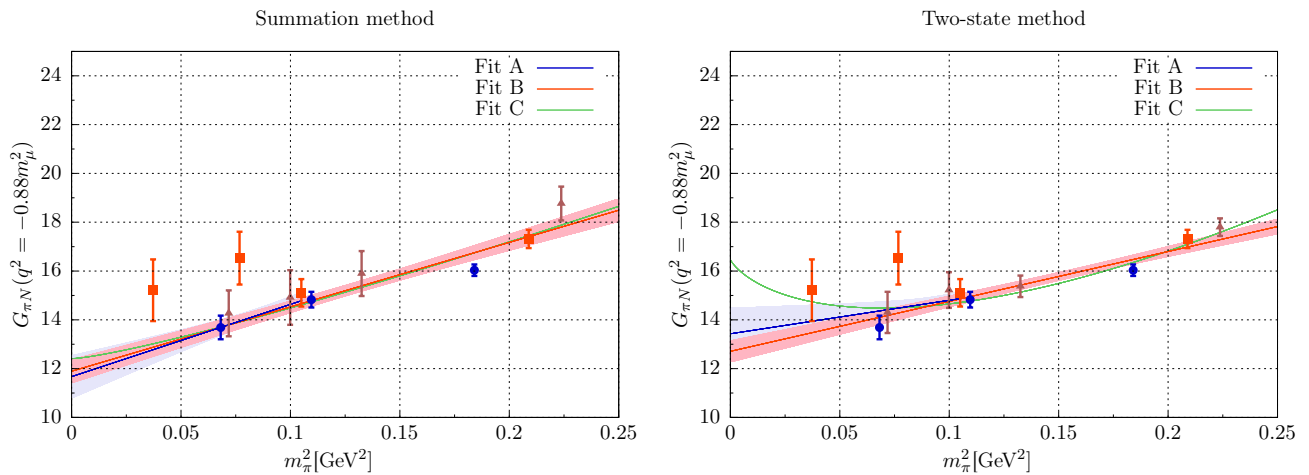 Summation method
G_{πN}(q^2 = −0.88m_μ^2)
24
22
20
18
16
14
12
10
Fit A
Fit B
Fit C
0 0.05 0.1 0.15 0.2 0.25
m_π^2[GeV^2]
Two-state method
G_{πN}(q^2 = −0.88m_μ^2)
24
22
20
18
16
14
12
10
Fit A
Fit B
Fit C
0 0.05 0.1 0.15 0.2 0.25
m_π^2[GeV^2]